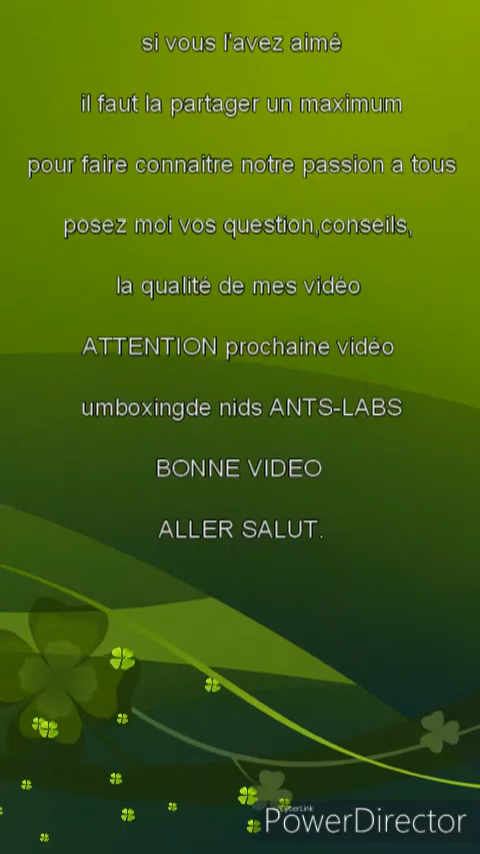 si vous l'avez aimé
il faut la partager un maximum
pour faire connaitre notre passion a tous
posez moi vos question,conseils,
la qualité de mes vidéo
ATTENTION prochaine vidéo
umboxingde nids ANTS-LABS
BONNE VIDEO
ALLER SALUT.
CyberLink
PowerDirector